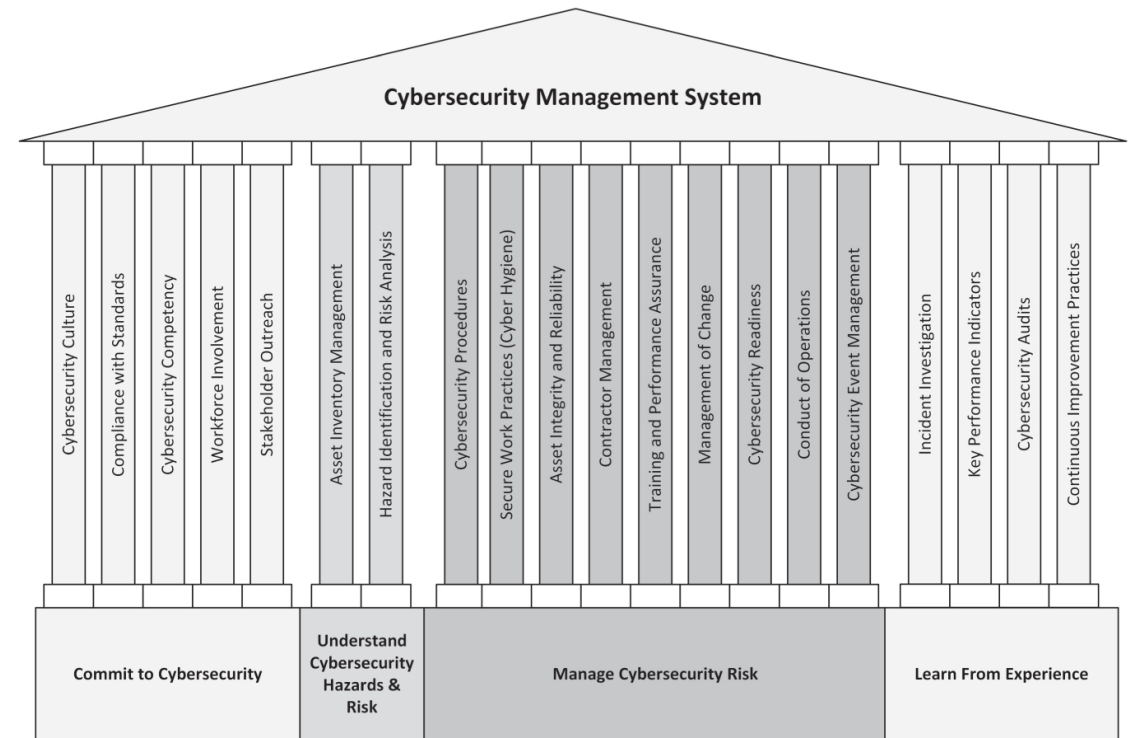 Cybersecurity Management System
Cybersecurity Culture
Compliance with Standards
Cybersecurity Competency
Workforce Involvement
Stakeholder Outreach
Asset Inventory Management
Hazard Identification and Risk Analysis
Cybersecurity Procedures
Secure Work Practices (Cyber Hygiene)
Asset Integrity and Reliability
Contractor Management
Training and Performance Assurance
Management of Change
Cybersecurity Readiness
Conduct of Operations
Cybersecurity Event Management
Incident Investigation
Key Performance Indicators
Cybersecurity Audits
Continuous Improvement Practices
Commit to Cybersecurity
Understand
Cybersecurity
Hazards &
Risk
Manage Cybersecurity Risk
Learn From Experience